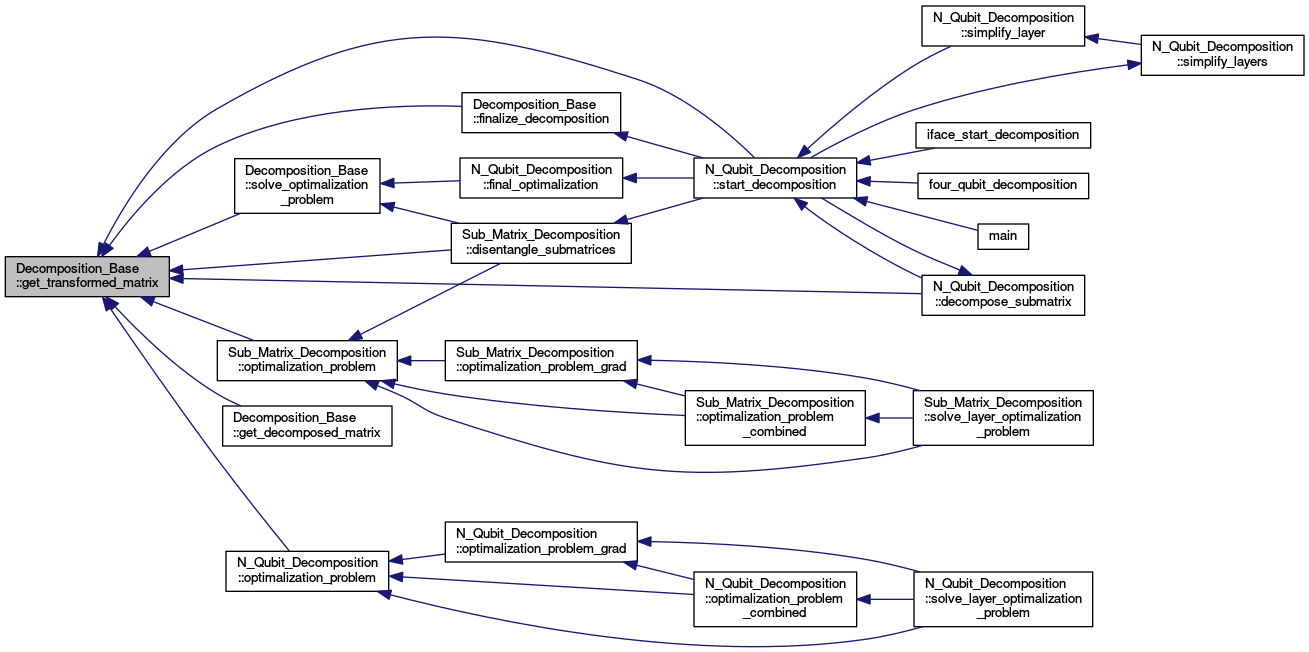 N_Qubit_Decomposition
::simplify_layer
N_Qubit_Decomposition
::simplify_layers
Decomposition_Base
::finalize_decomposition
iface_start_decomposition
Decomposition_Base
::solve_optimalization
_problem
N_Qubit_Decomposition
::final_optimalization
N_Qubit_Decomposition
::start_decomposition
four_qubit_decomposition
Sub_Matrix_Decomposition
::disentangle_submatrices
main
Decomposition_Base
::get_transformed_matrix
N_Qubit_Decomposition
::decompose_submatrix
Sub_Matrix_Decomposition
::optimalization_problem
Sub_Matrix_Decomposition
::optimalization_problem_grad
Sub_Matrix_Decomposition
::optimalization_problem
_combined
Sub_Matrix_Decomposition
::solve_layer_optimalization
_problem
Decomposition_Base
::get_decomposed_matrix
N_Qubit_Decomposition
::optimalization_problem
N_Qubit_Decomposition
::optimalization_problem_grad
N_Qubit_Decomposition
::optimalization_problem
_combined
N_Qubit_Decomposition
::solve_layer_optimalization
_problem